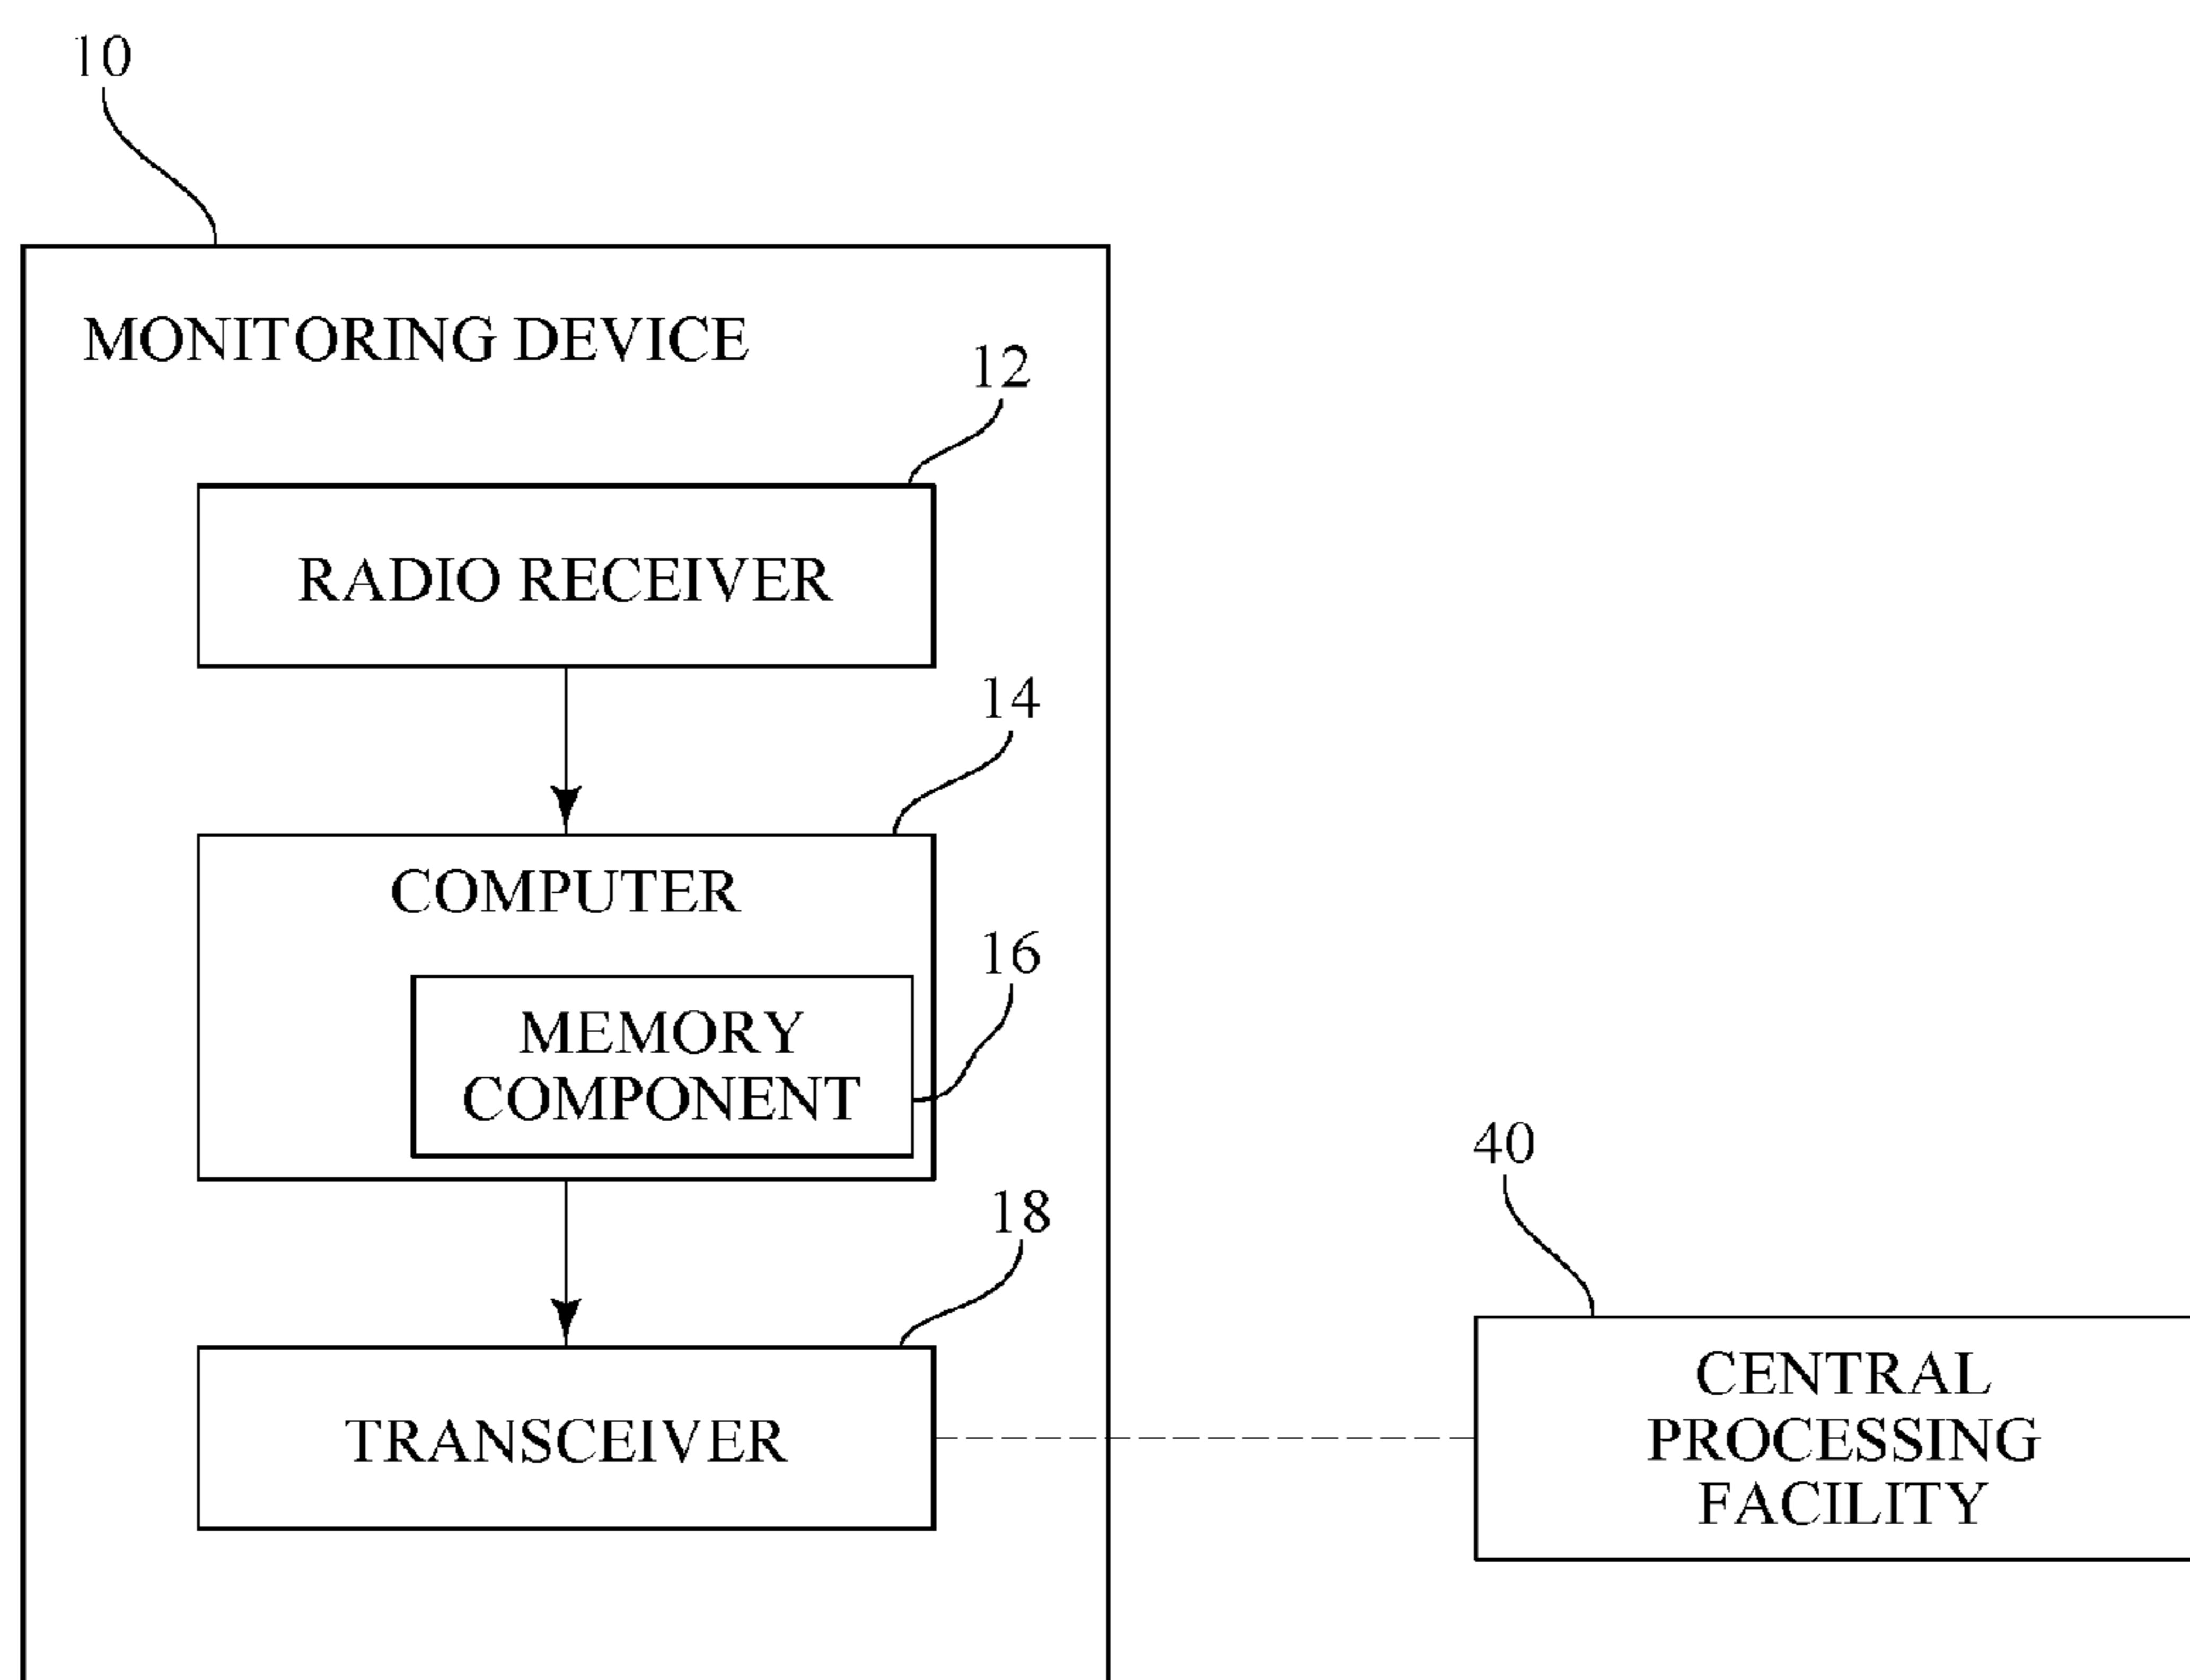 10
MONITORING DEVICE
12
RADIO RECEIVER
14
COMPUTER
16
MEMORY
COMPONENT
18
TRANSCEIVER
40
CENTRAL
PROCESSING
FACILITY